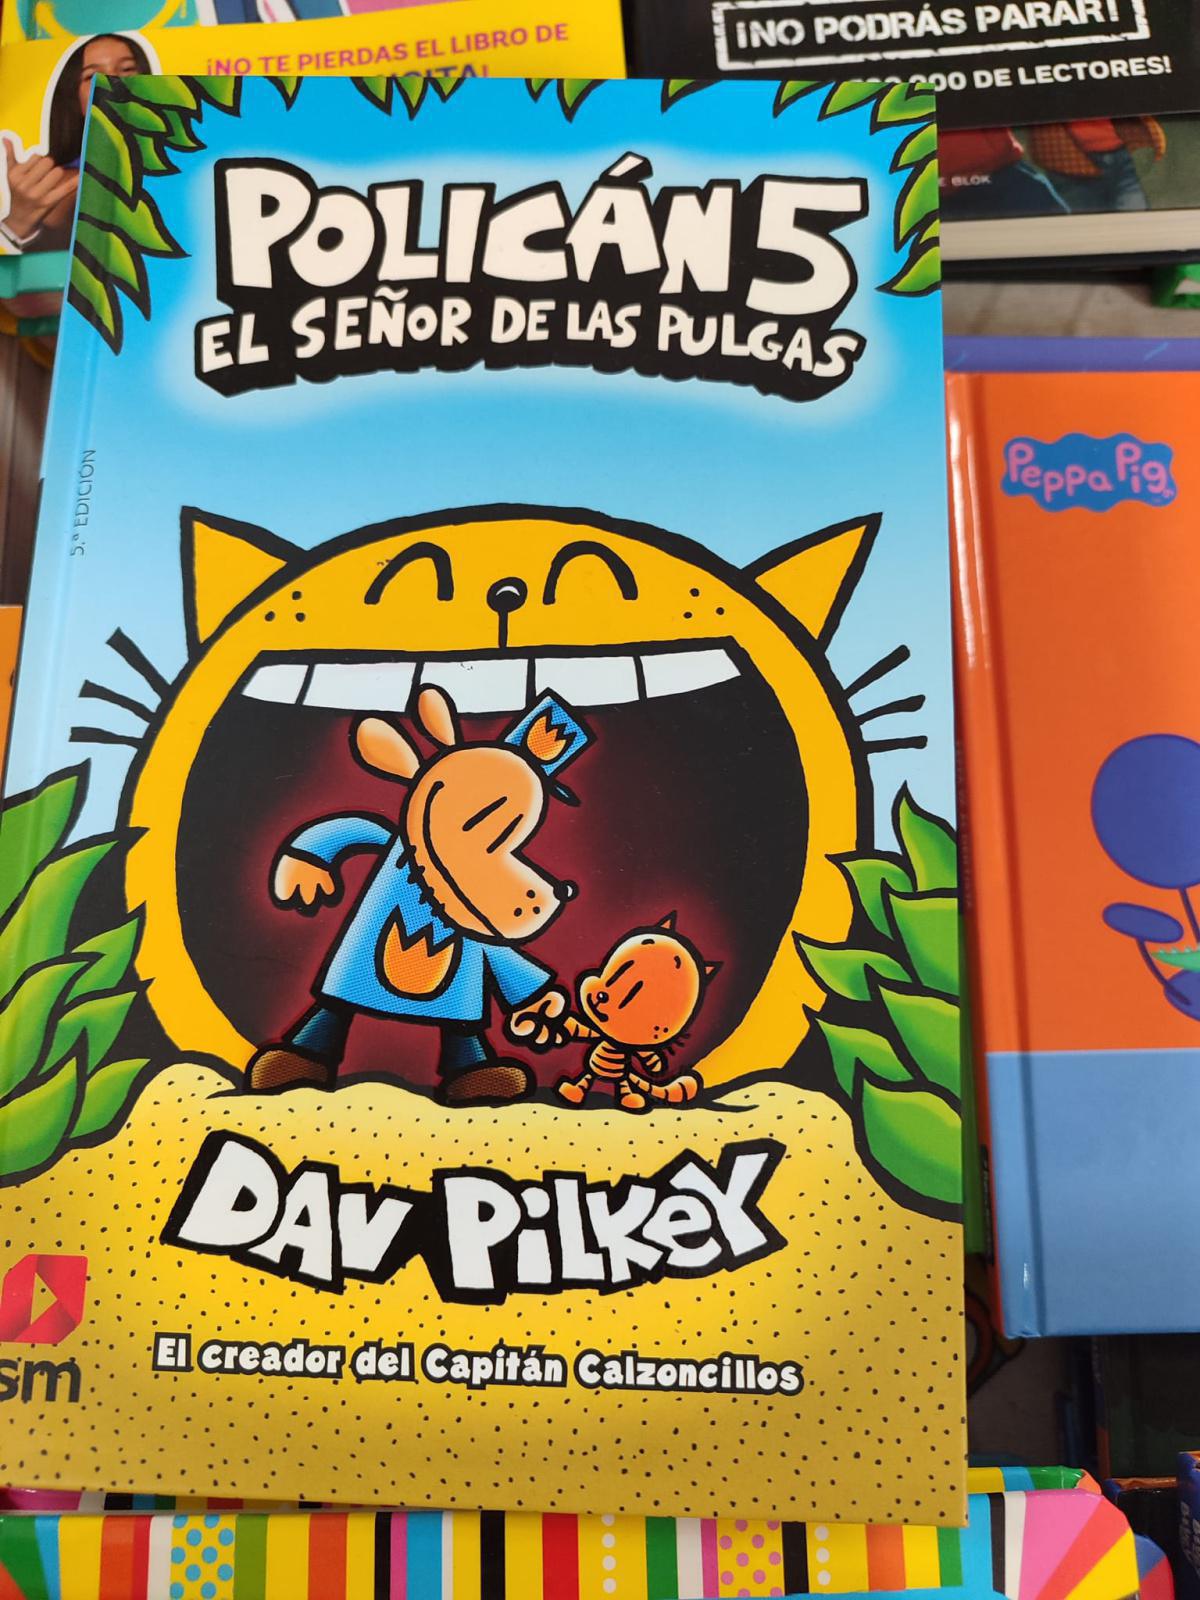 ¡NO TE PIERDAS EL LIBRO DE
¡NO PODRÁS PARAR!
DE LECTORES!
BLOK
POLICÁN 5
EL SEÑOR DE LAS PULGAS
5.ª EDICIÓN
Peppa Pig
DAV PILKEY
El creador del Capitán Calzoncillos
sm